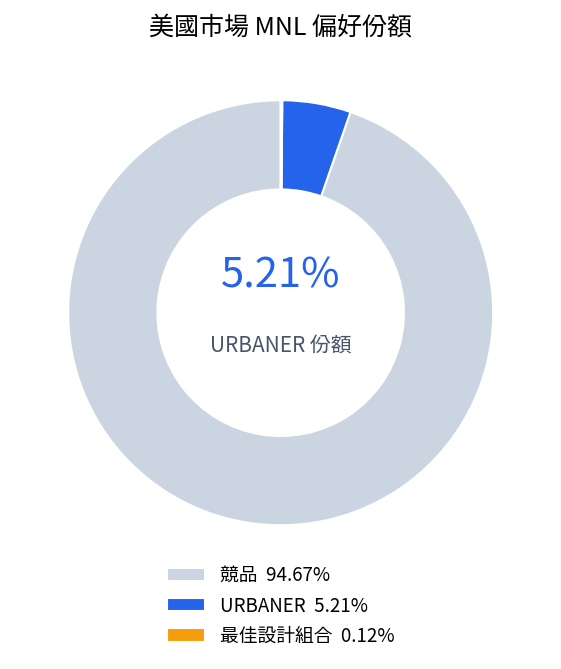 美國市場 MNL 偏好份額
5.21%
URBANER 份額
競品 94.67%
URBANER 5.21%
最佳設計組合 0.12%